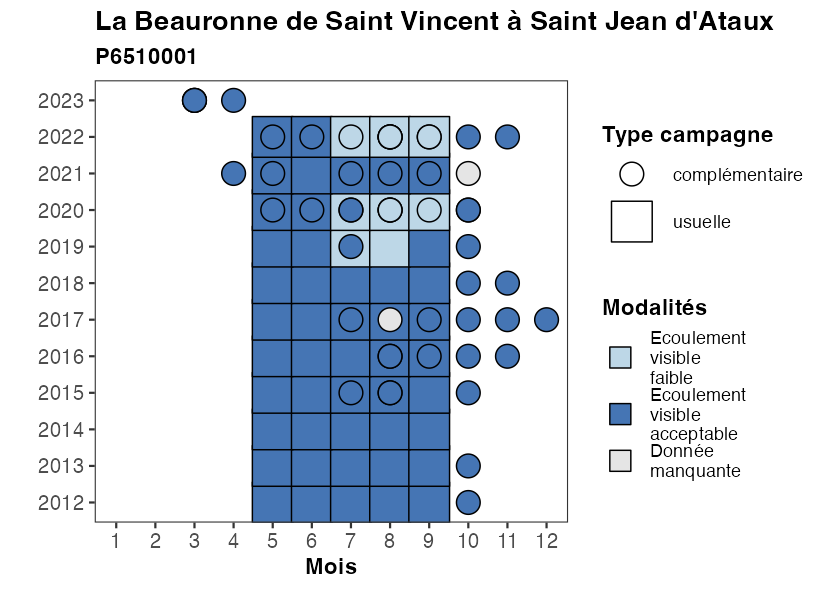 La Beauronne de Saint Vincent à Saint Jean d'Ataux
P6510001
2023
2022
2021
2020
2019
2018
2017
2016
2015
2014
2013
2012
1 2 3 4 5 6 7 8 9 10 11 12
Mois
Type campagne
complémentaire
usuelle
Modalités
Ecoulement
visible
faible
Ecoulement
visible
acceptable
Donnée
manquante